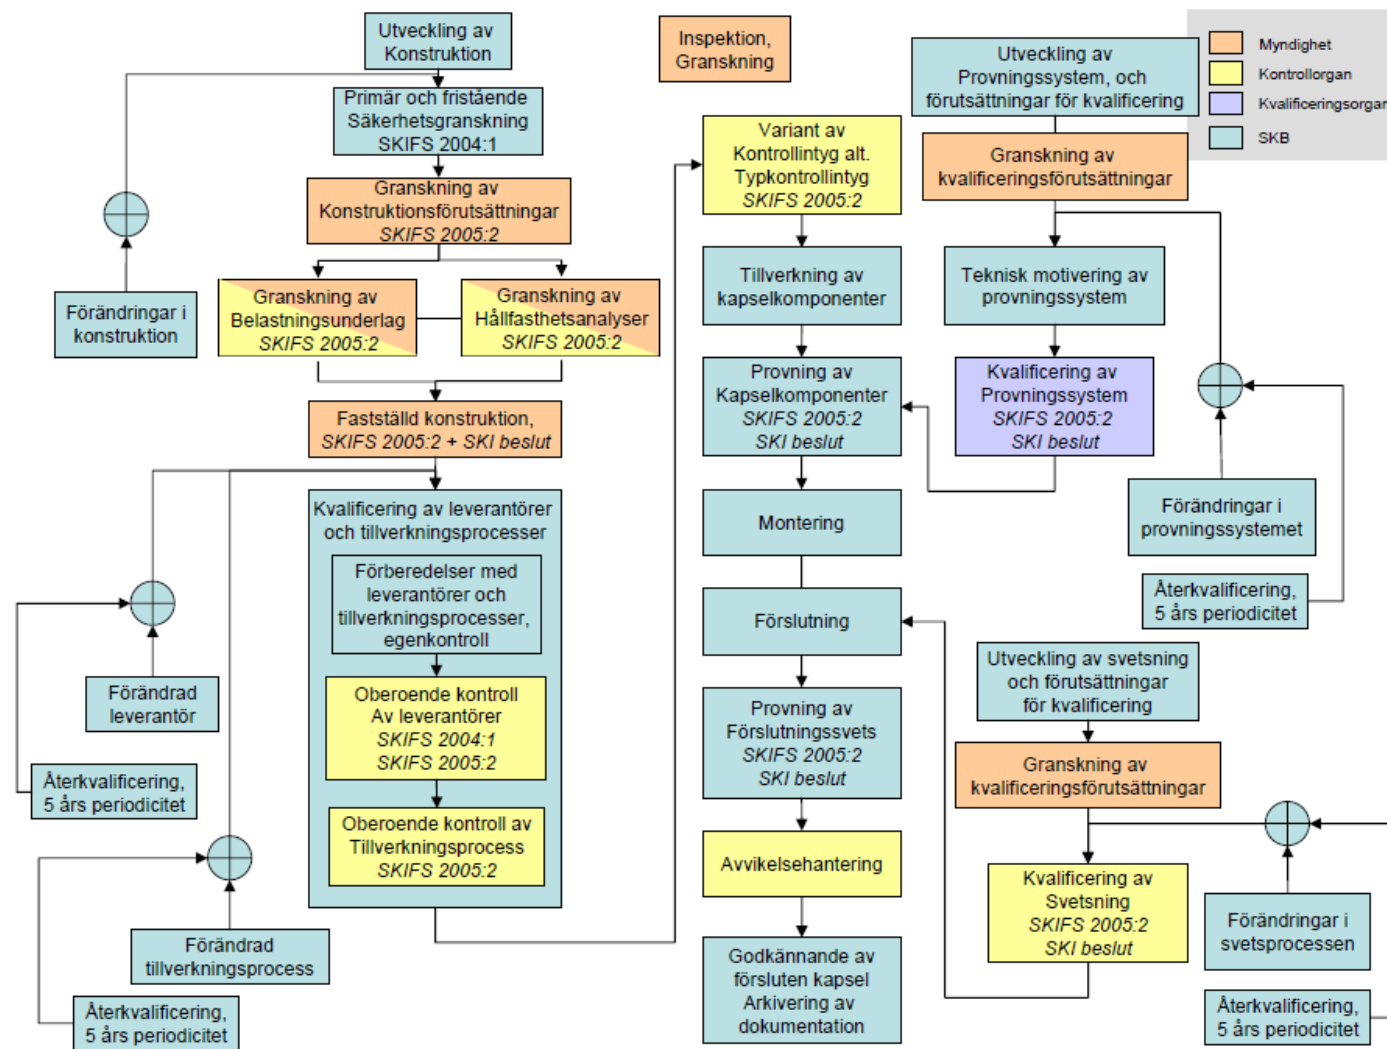 Utveckling av
Konstruktion
Primär och fristående
Säkerhetsgranskning
SKIFS 2004:1
Granskning av
Konstruktionsförutsättningar
SKIFS 2005:2
Granskning av
Belastningsunderlag
SKIFS 2005:2
Granskning av
Hållfasthetsanalyser
SKIFS 2005:2
Förändringar i
konstruktion
Fastställd konstruktion,
SKIFS 2005:2 + SKI beslut
Kvalificering av leverantörer
och tillverkningsprocesser
Förberedelser med
leverantörer och
tillverkningsprocesser,
egenkontroll
Oberoende kontroll
Av leverantörer
SKIFS 2004:1
SKIFS 2005:2
Oberoende kontroll av
Tillverkningsprocess
SKIFS 2005:2
Förändrad
leverantör
Återkvalificering,
5 års periodicitet
Förändrad
tillverkningsprocess
Återkvalificering,
5 års periodicitet
Inspektion,
Granskning
Variant av
Kontrollintyg alt.
Typkontrollintyg
SKIFS 2005:2
Tillverkning av
kapselkomponenter
Provning av
Kapselkomponenter
SKIFS 2005:2
SKI beslut
Montering
Förslutning
Provning av
Förslutningssvets
SKIFS 2005:2
SKI beslut
Avvikelsehantering
Godkännande av
försluten kapsel
Arkivering av
dokumentation
Utveckling av
Provningssystem, och
förutsättningar för kvalificering
Granskning av
kvalificeringsförutsättningar
Teknisk motivering av
provningssystem
Kvalificering av
Provningssystem
SKIFS 2005:2
SKI beslut
Förändringar i
provningssystemet
Återkvalificering,
5 års periodicitet
Utveckling av svetsning
och förutsättningar
för kvalificering
Granskning av
kvalificeringsförutsättningar
Kvalificering av
Svetsning
SKIFS 2005:2
SKI beslut
Förändringar i
svetsprocessen
Återkvalificering,
5 års periodicitet
Myndighet
Kontrollorgan
Kvalificeringsorgan
SKB